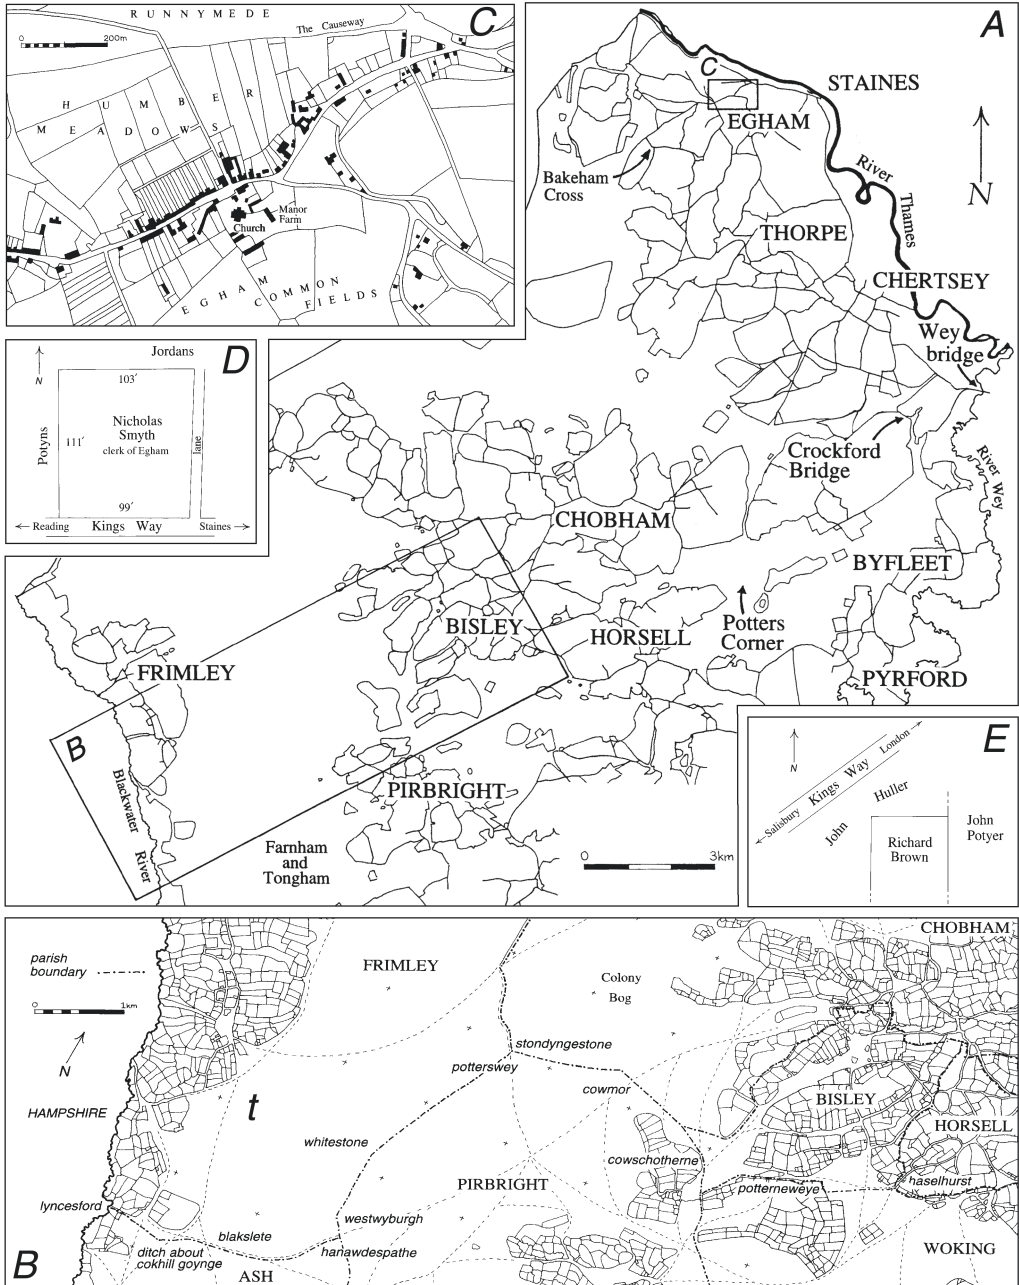 C
RUNNYMEDE
The Causeway
0 200m
HUMBER
MEADOWS
Manor
Farm
Church
EGHAM
COMMON
FIELDS
A
C
STAINES
EGHAM
N
Bakeham
Cross
River
Thames
THORPE
CHERTSEY
Wey
bridge
Crockford
Bridge
River Wey
CHOBHAM
BYFLEET
BISLEY
HORSELL
Potters
Corner
FRIMLEY
PYRFORD
B
Blackwater
River
PIRBRIGHT
Farnham
and
Tongham
0 3km
D
N
Jordans
103′
Potyns
111′
Nicholas
Smyth
clerk of Egham
lane
99′
← Reading Kings Way Staines →
E
N
←Salisbury Kings Way London→
John Huller
Richard
Brown
John
Potyer
parish
boundary
0 1km
N
HAMPSHIRE
FRIMLEY
Colony
Bog
CHOBHAM
stondyngestone
potterswey
cowmor
t
BISLEY
HORSELL
whitestone
cowschotherne
haselhurst
PIRBRIGHT
potterneweye
lyncesford
westwyburgh
blakslete
ditch about
cokhill goynge
hanawdespathe
WOKING
B
ASH